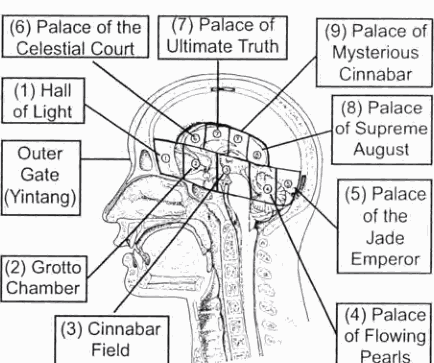 (6) Palace of the
Celestial Court
(7) Palace of
Ultimate Truth
(9) Palace of
Mysterious
Cinnabar
(1) Hall
of Light
(8) Palace
of Supreme
August
Outer
Gate
(Yintang)
(5) Palace
of the
Jade
Emperor
(2) Grotto
Chamber
(3) Cinnabar
Field
(4) Palace
of Flowing
Pearls